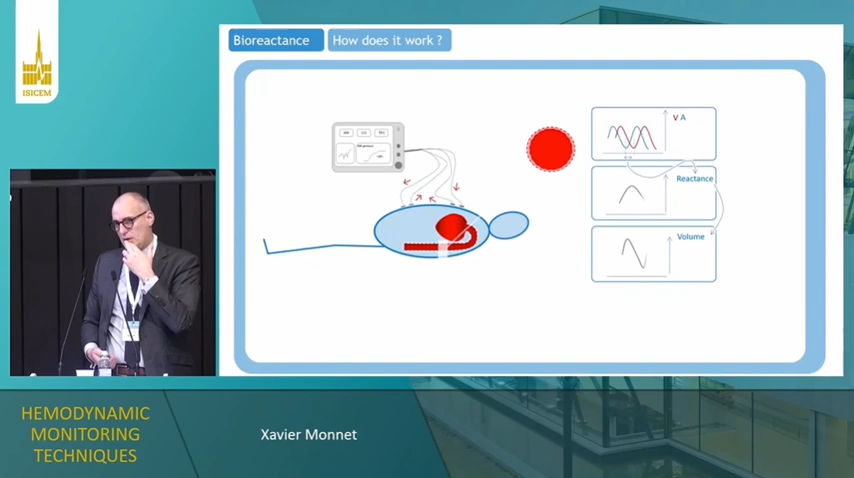 ISICEM
Bioreactance
How does it work ?
V A
Reactance
Volume
HEMODYNAMIC
MONITORING
TECHNIQUES
Xavier Monnet